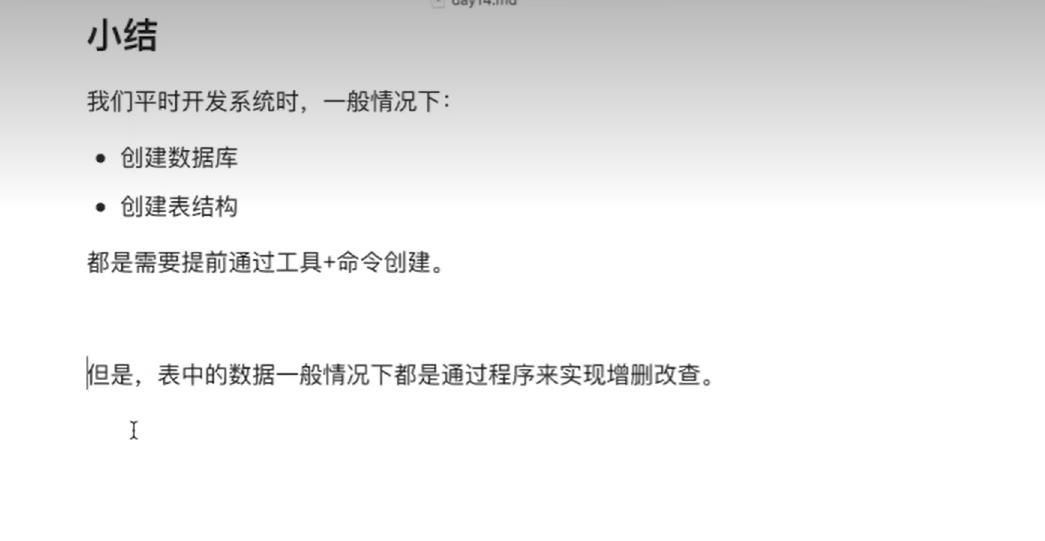 day14.md
小结
我们平时开发系统时，一般情况下：
创建数据库
创建表结构
都是需要提前通过工具+命令创建。
但是，表中的数据一般情况下都是通过程序来实现增删改查。